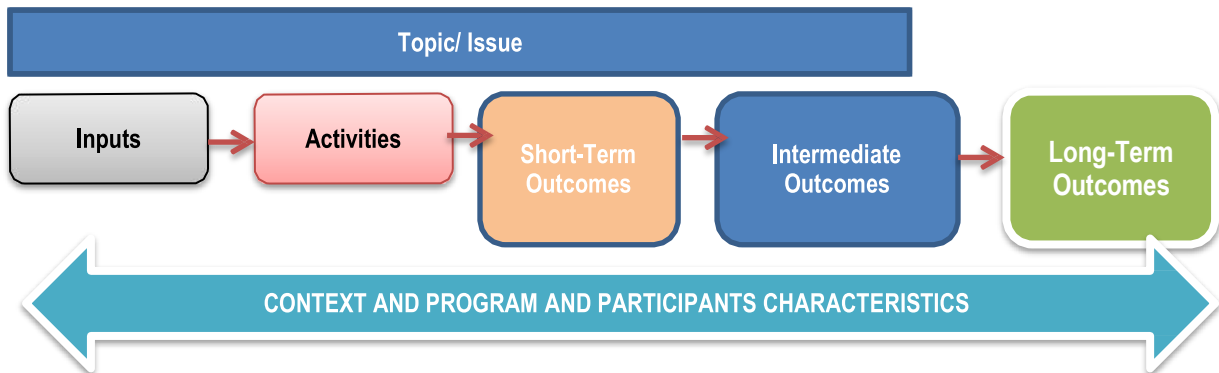 Topic/ Issue
Inputs
Activities
Short-Term
Outcomes
Intermediate
Outcomes
Long-Term
Outcomes
CONTEXT AND PROGRAM AND PARTICIPANTS CHARACTERISTICS